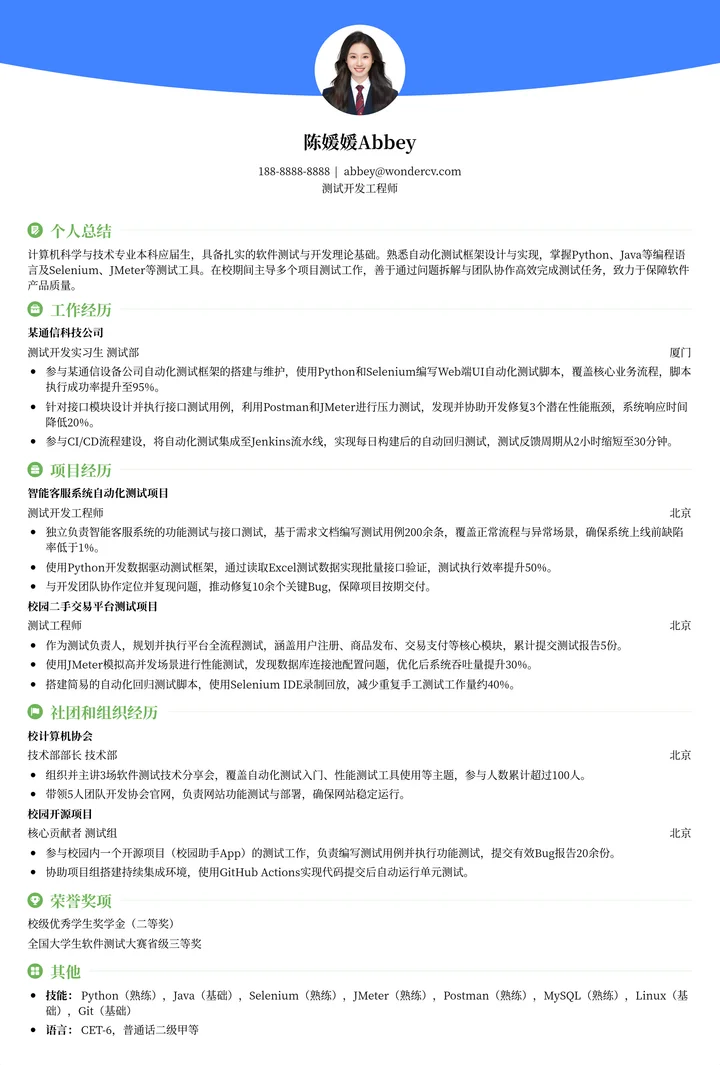 陈媛媛Abbey
188-8888-8888 | abbey@wondercv.com
测试开发工程师
个人总结
计算机科学与技术专业本科应届生，具备扎实的软件测试与开发理论基础。熟悉自动化测试框架设计与实现，掌握Python、Java等编程语
言及Selenium、JMeter等测试工具。在校期间主导多个项目测试工作，善于通过问题拆解与团队协作高效完成测试任务，致力于保障软件
产品质量。
工作经历
某通信科技公司
测试开发实习生 测试部 厦门
• 参与某通信设备公司自动化测试框架的搭建与维护，使用Python和Selenium编写Web端UI自动化测试脚本，覆盖核心业务流程，脚本
执行成功率提升至95%。
• 针对接口模块设计并执行接口测试用例，利用Postman和JMeter进行压力测试，发现并协助开发修复3个潜在性能瓶颈，系统响应时间
降低20%。
• 参与CI/CD流程建设，将自动化测试集成至Jenkins流水线，实现每日构建后的自动回归测试，测试反馈周期从2小时缩短至30分钟。
项目经历
智能客服系统自动化测试项目
测试开发工程师 北京
• 独立负责智能客服系统的功能测试与接口测试，基于需求文档编写测试用例200余条，覆盖正常流程与异常场景，确保系统上线前缺陷
率低于1%。
• 使用Python开发数据驱动测试框架，通过读取Excel测试数据实现批量接口验证，测试执行效率提升50%。
• 与开发团队协作定位并复现问题，推动修复10余个关键Bug，保障项目按期交付。
校园二手交易平台测试项目
测试工程师 北京
• 作为测试负责人，规划并执行平台全流程测试，涵盖用户注册、商品发布、交易支付等核心模块，累计提交测试报告5份。
• 使用JMeter模拟高并发场景进行性能测试，发现数据库连接池配置问题，优化后系统吞吐量提升30%。
• 搭建简易的自动化回归测试脚本，使用Selenium IDE录制回放，减少重复手工测试工作量约40%。
社团和组织经历
校计算机协会
技术部部长 技术部 北京
• 组织并主讲3场软件测试技术分享会，覆盖自动化测试入门、性能测试工具使用等主题，参与人数累计超过100人。
• 带领5人团队开发协会官网，负责网站功能测试与部署，确保网站稳定运行。
校园开源项目
核心贡献者 测试组 北京
• 参与校园内一个开源项目（校园助手App）的测试工作，负责编写测试用例并执行功能测试，提交有效Bug报告20余份。
• 协助项目组搭建持续集成环境，使用GitHub Actions实现代码提交后自动运行单元测试。
荣誉奖项
校级优秀学生奖学金（二等奖）
全国大学生软件测试大赛省级三等奖
其他
• 技能： Python（熟练），Java（基础），Selenium（熟练），JMeter（熟练），Postman（熟练），MySQL（熟练），Linux（基
础），Git（基础）
• 语言： CET-6，普通话二级甲等